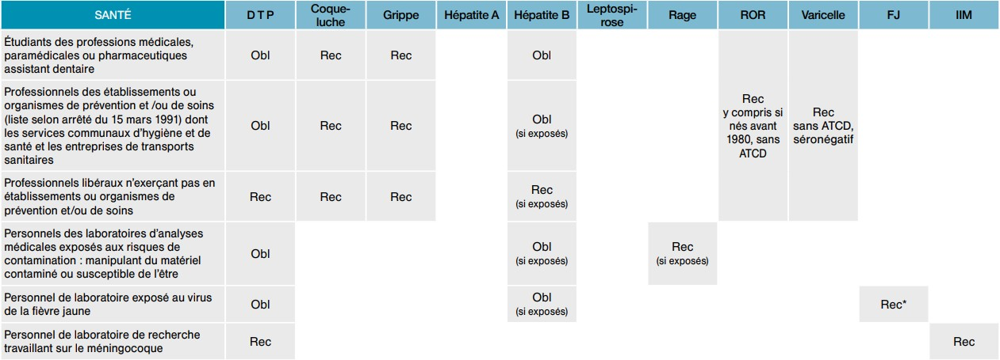 SANTÉ
D T P
Coque-
luche
Grippe
Hépatite A
Hépatite B
Leptospi-
rose
Rage
ROR
Varicelle
FJ
IIM
Étudiants des professions médicales,
paramédicales ou pharmaceutiques
assistant dentaire
Obl
Rec
Rec
Obl
Professionnels des établissements ou
organismes de prévention et /ou de soins
(liste selon arrêté du 15 mars 1991) dont
les services communaux d’hygiène et de
santé et les entreprises de transports
sanitaires
Obl
Rec
Rec
Obl
(si exposés)
Rec
y compris si
nés avant
1980, sans
ATCD
Rec
sans ATCD,
séronégatif
Professionnels libéraux n’exerçant pas en
établissements ou organismes de
prévention et/ou de soins
Rec
Rec
Rec
Rec
(si exposés)
Personnels des laboratoires d’analyses
médicales exposés aux risques de
contamination : manipulant du matériel
contaminé ou susceptible de l’être
Obl
Obl
(si exposés)
Rec
(si exposés)
Personnel de laboratoire exposé au virus
de la fièvre jaune
Obl
Obl
(si exposés)
Rec*
Personnel de laboratoire de recherche
travaillant sur le méningocoque
Rec
Rec